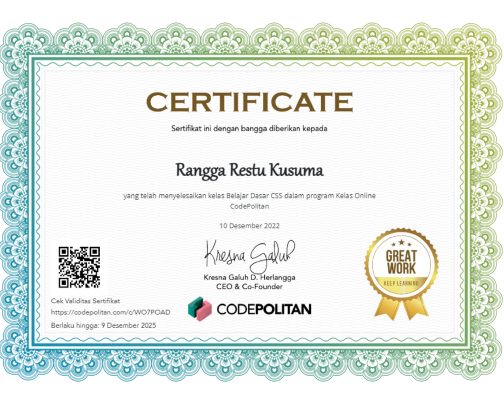 CERTIFICATE
Sertifikat ini dengan bangga diberikan kepada
Rangga Restu Kusuma
yang telah menyelesaikan kelas Belajar Dasar CSS dalam program Kelas Online
CodePolitan
10 Desember 2022
Kresna Galuh
Kresna Galuh D. Herlangga
CEO & Co-Founder
CODEPOLITAN
GREAT
WORK
KEEP LEARNING
Cek Validitas Sertifikat
https://codepolitan.com/c/WO7POAD
Berlaku hingga: 9 Desember 2025